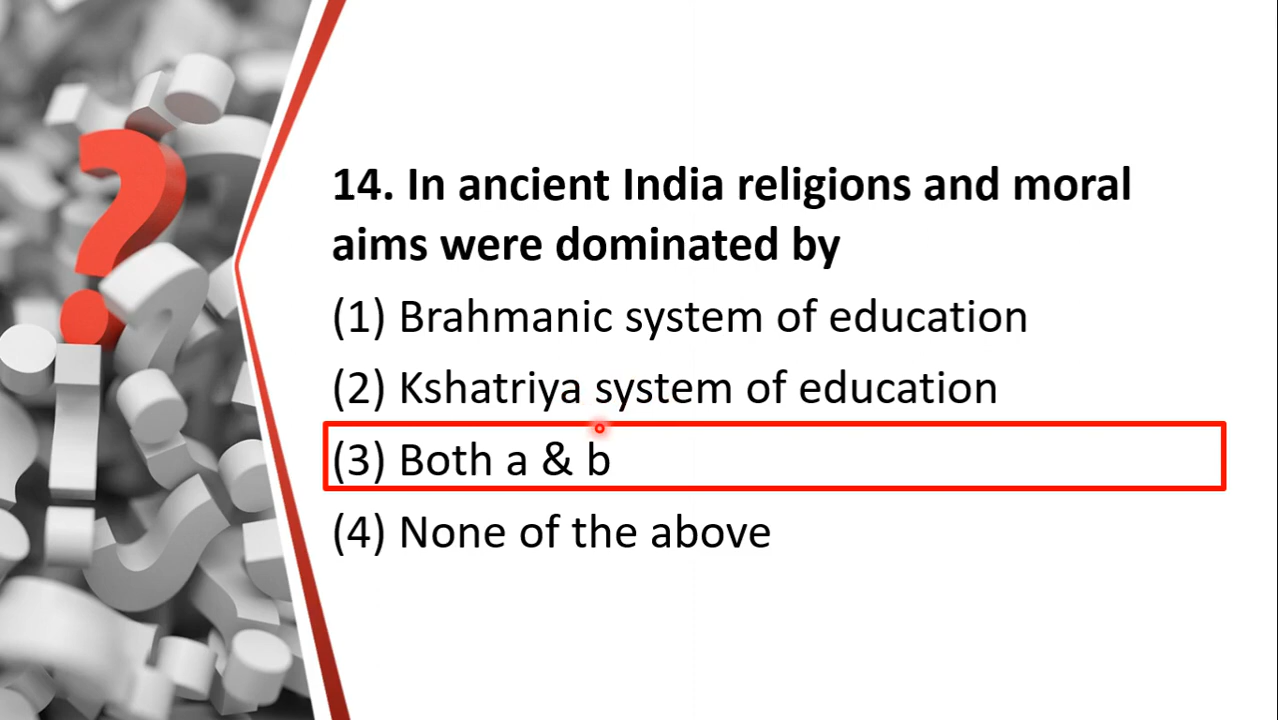 14. In ancient India religions and moral
aims were dominated by
(1) Brahmanic system of education
(2) Kshatriya system of education
(3) Both a & b
(4) None of the above